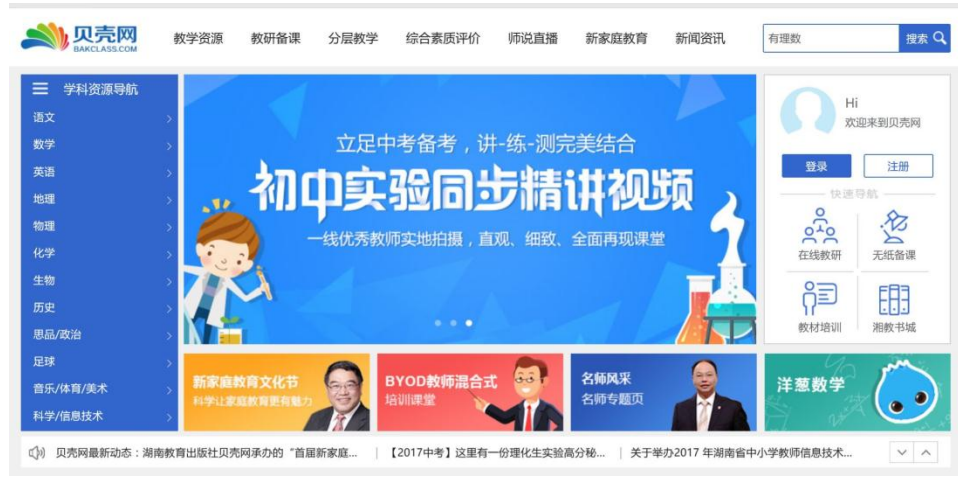 贝壳网
BAKCLASS.COM
教学资源 教研备课 分层教学 综合素质评价 师说直播 新家庭教育 新闻资讯
有理数 搜索
学科资源导航
语文
数学
英语
地理
物理
化学
生物
历史
思品/政治
足球
音乐/体育/美术
科学/信息技术
立足中考备考，讲-练-测完美结合
初中实验同步精讲视频
一线优秀教师实地拍摄，直观、细致、全面再现课堂
Hi
欢迎来到贝壳网
登录 注册
快速导航
在线教研 无纸备课
教材培训 湘教书城
新家庭教育文化节
科学让家庭教育更有魅力
BYOD教师混合式
培训课堂
名师风采
名师专题页
洋葱数学
贝壳网最新动态：湖南教育出版社贝壳网承办的“首届新家庭... | 【2017中考】这里有一份理化生实验高分秘... | 关于举办2017 年湖南省中小学教师信息技术...